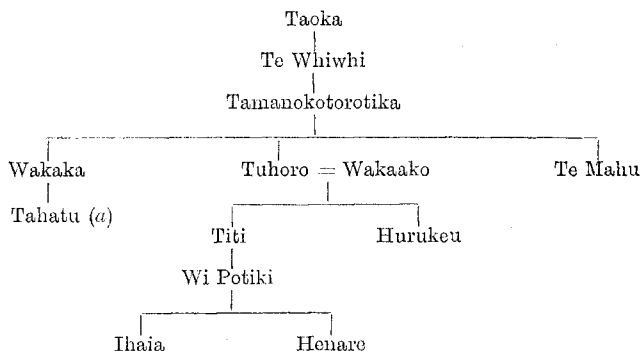 Taoka
Te Whiwhi
Tamanokotorotika
Wakaka Tuhoro = Wakaako Te Mahu
Tahatu (a)
Titi Hurukeu
Wi Potiki
Ihaia Henare